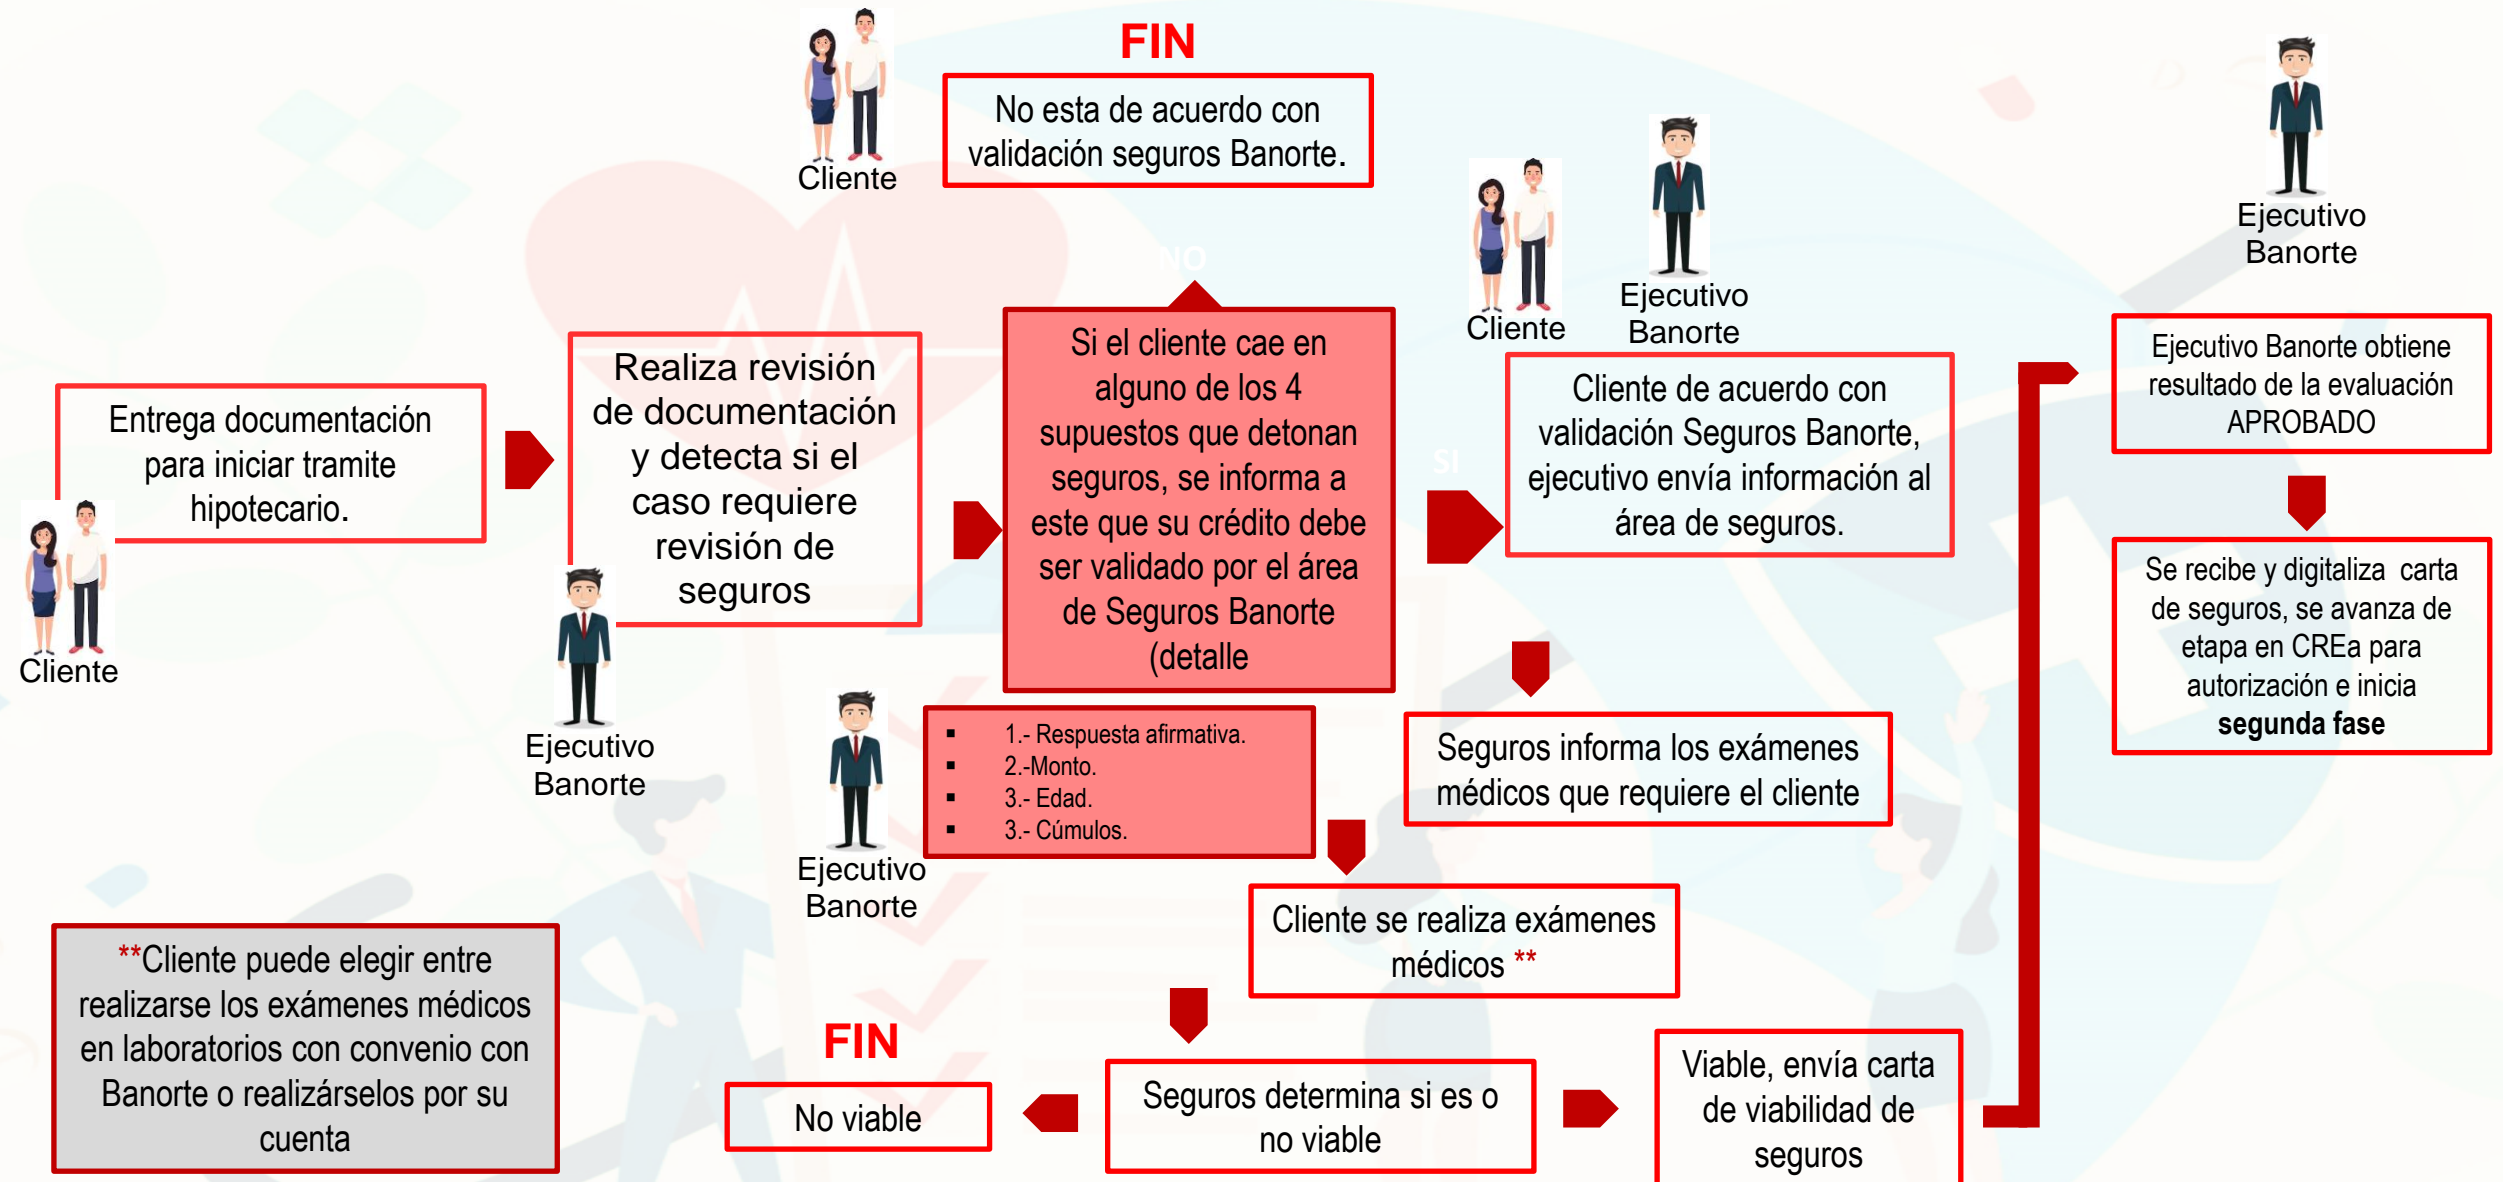 FIN
No esta de acuerdo con
validación seguros Banorte.
Cliente
NO
Ejecutivo
Banorte
Cliente
Ejecutivo
Banorte
Entrega documentación
para iniciar tramite
hipotecario.
Cliente
Realiza revisión
de documentación
y detecta si el
caso requiere
revisión de
seguros
Ejecutivo
Banorte
Si el cliente cae en
alguno de los 4
supuestos que detonan
seguros, se informa a
este que su crédito debe
ser validado por el área
de Seguros Banorte
(detalle
SI
Cliente de acuerdo con
validación Seguros Banorte,
ejecutivo envía información al
área de seguros.
Ejecutivo Banorte obtiene
resultado de la evaluación
APROBADO
Se recibe y digitaliza carta
de seguros, se avanza de
etapa en CREa para
autorización e inicia
segunda fase
▪ 1.- Respuesta afirmativa.
▪ 2.-Monto.
▪ 3.- Edad.
▪ 3.- Cúmulos.
Ejecutivo
Banorte
Seguros informa los exámenes
médicos que requiere el cliente
Cliente se realiza exámenes
médicos **
**Cliente puede elegir entre
realizarse los exámenes médicos
en laboratorios con convenio con
Banorte o realizárselos por su
cuenta
FIN
No viable
Seguros determina si es o
no viable
Viable, envía carta
de viabilidad de
seguros